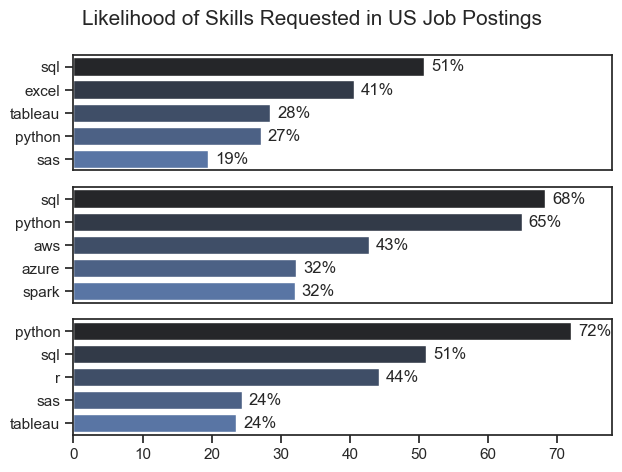 Likelihood of Skills Requested in US Job Postings
sql 51%
excel 41%
tableau 28%
python 27%
sas 19%
sql 68%
python 65%
aws 43%
azure 32%
spark 32%
python 72%
sql 51%
r 44%
sas 24%
tableau 24%
0 10 20 30 40 50 60 70